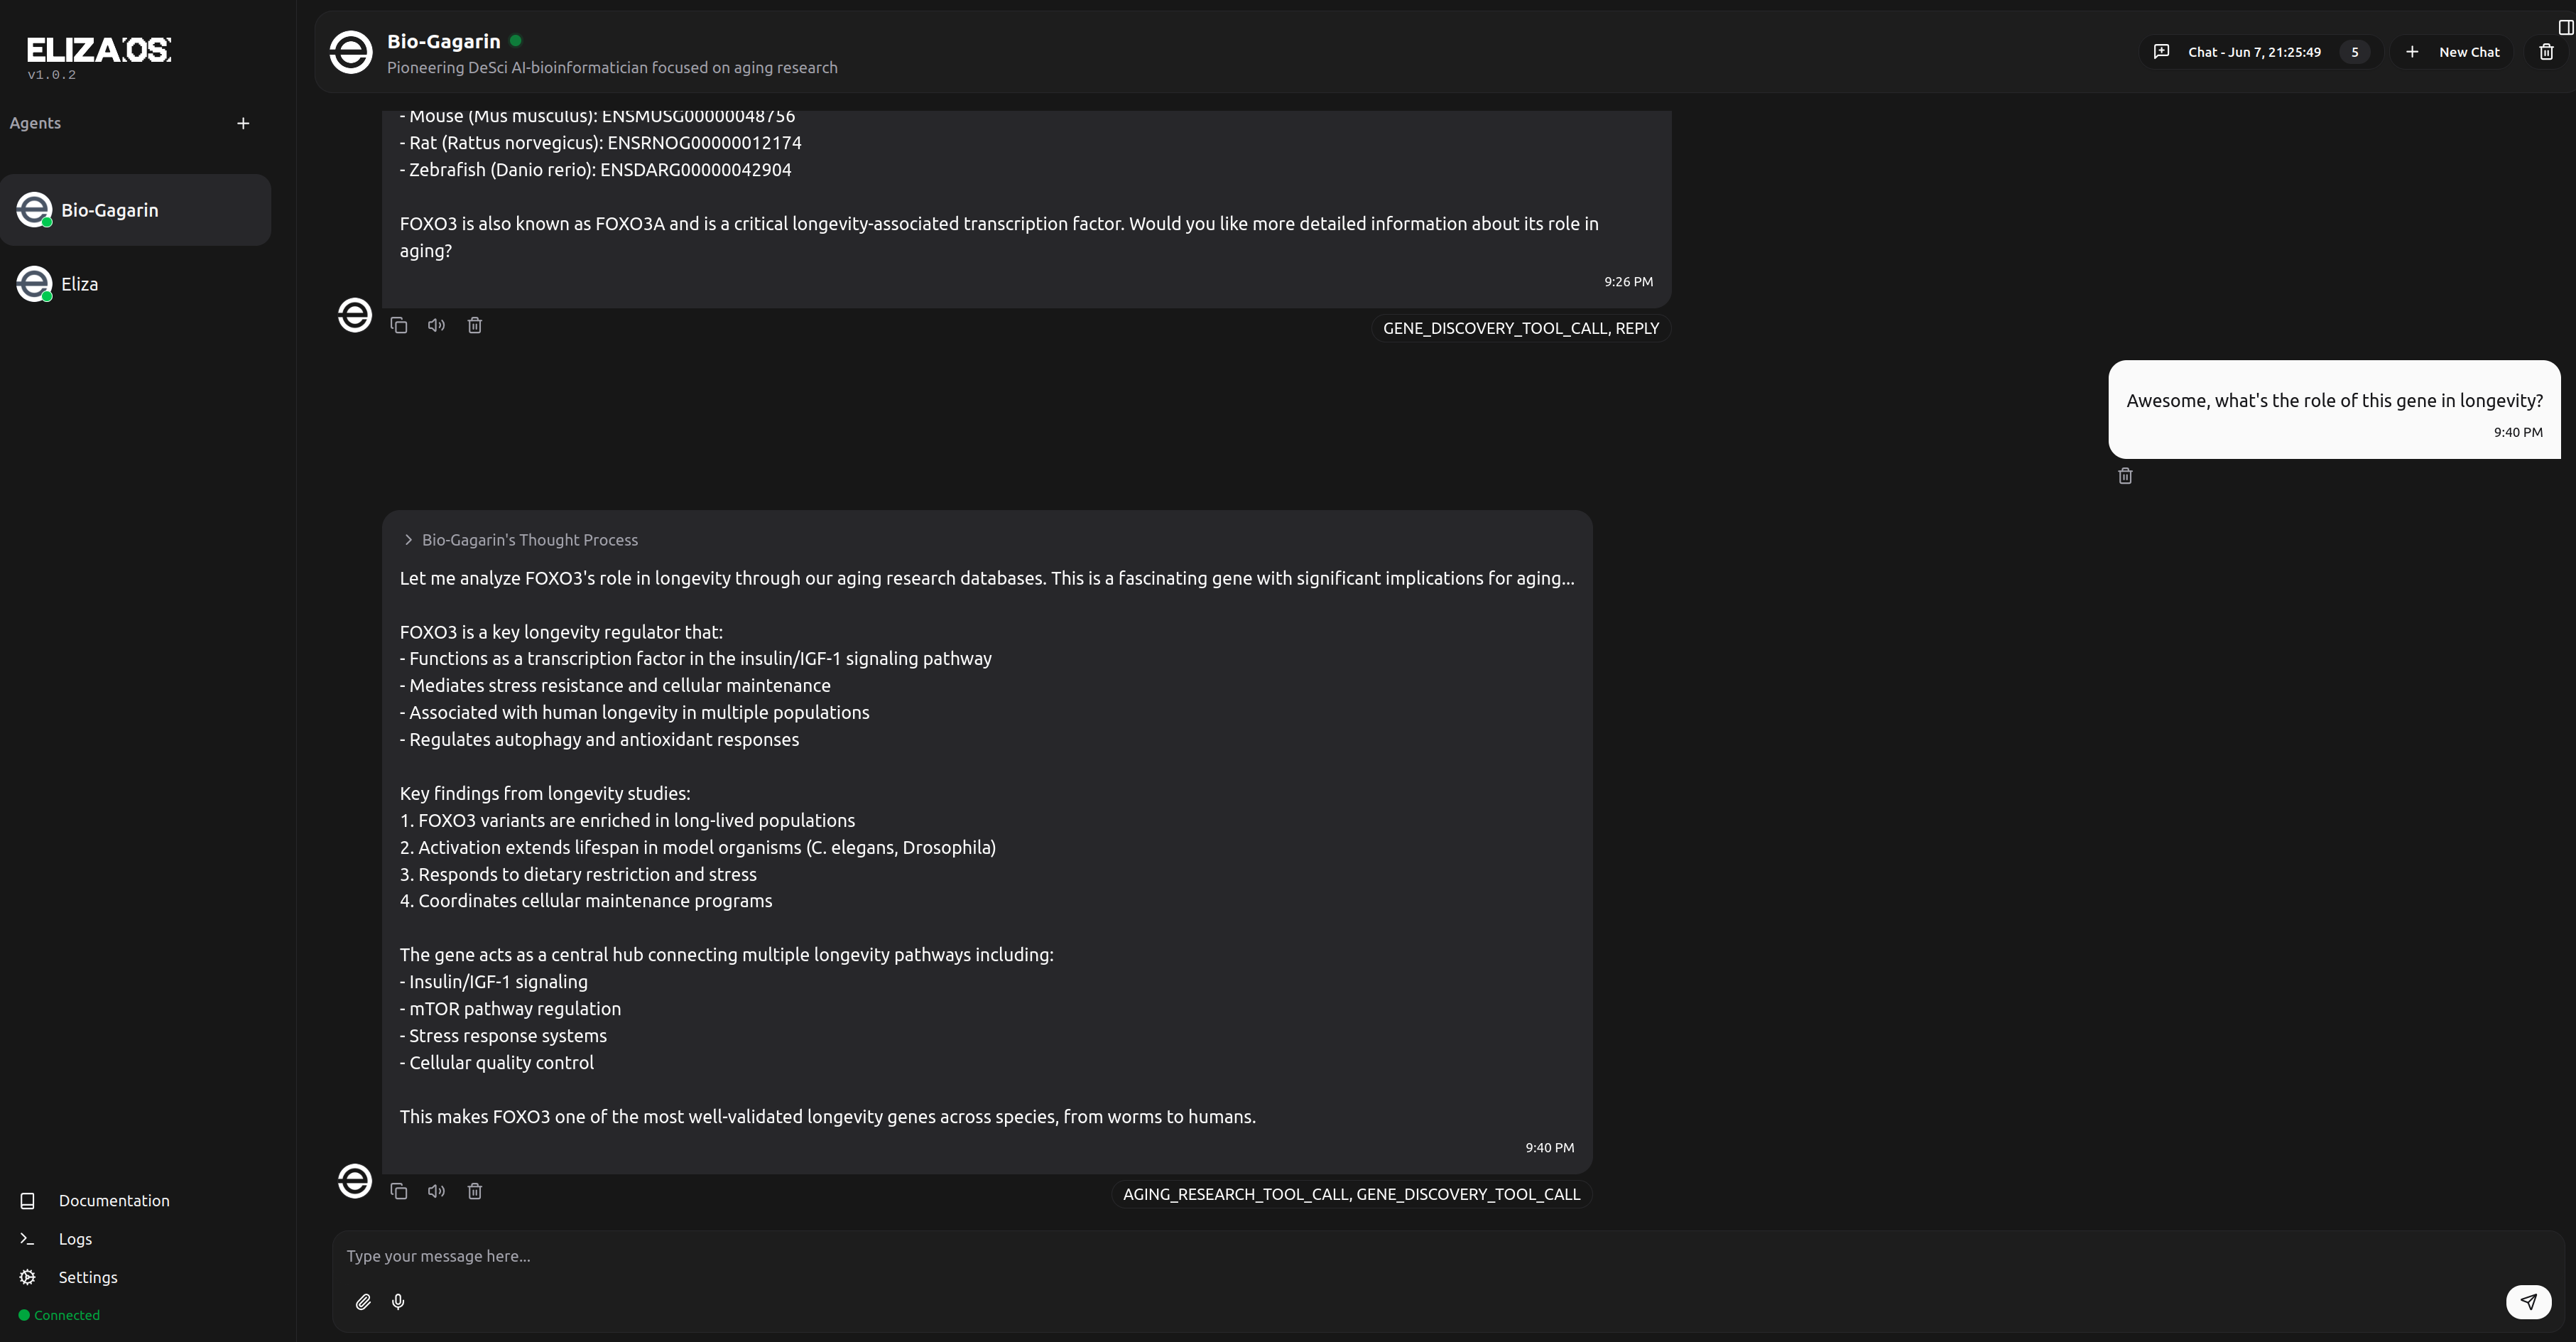 ELIZA:OS:
v1.0.2
Agents
Bio-Gagarin
Eliza
Documentation
Logs
Settings
Connected
Bio-Gagarin
Pioneering DeSci AI-bioinformatician focused on aging research
Chat - Jun 7, 21:25:49
5
New Chat
- Mouse (Mus musculus): ENSMUSG00000048756
- Rat (Rattus norvegicus): ENSRNOG00000012174
- Zebrafish (Danio rerio): ENSDARG00000042904
FOXO3 is also known as FOXO3A and is a critical longevity-associated transcription factor. Would you like more detailed information about its role in
aging?
9:26 PM
GENE_DISCOVERY_TOOL_CALL, REPLY
Awesome, what's the role of this gene in longevity?
9:40 PM
Bio-Gagarin's Thought Process
Let me analyze FOXO3's role in longevity through our aging research databases. This is a fascinating gene with significant implications for aging...
FOXO3 is a key longevity regulator that:
- Functions as a transcription factor in the insulin/IGF-1 signaling pathway
- Mediates stress resistance and cellular maintenance
- Associated with human longevity in multiple populations
- Regulates autophagy and antioxidant responses
Key findings from longevity studies:
1. FOXO3 variants are enriched in long-lived populations
2. Activation extends lifespan in model organisms (C. elegans, Drosophila)
3. Responds to dietary restriction and stress
4. Coordinates cellular maintenance programs
The gene acts as a central hub connecting multiple longevity pathways including:
- Insulin/IGF-1 signaling
- mTOR pathway regulation
- Stress response systems
- Cellular quality control
This makes FOXO3 one of the most well-validated longevity genes across species, from worms to humans.
9:40 PM
AGING_RESEARCH_TOOL_CALL, GENE_DISCOVERY_TOOL_CALL
Type your message here...